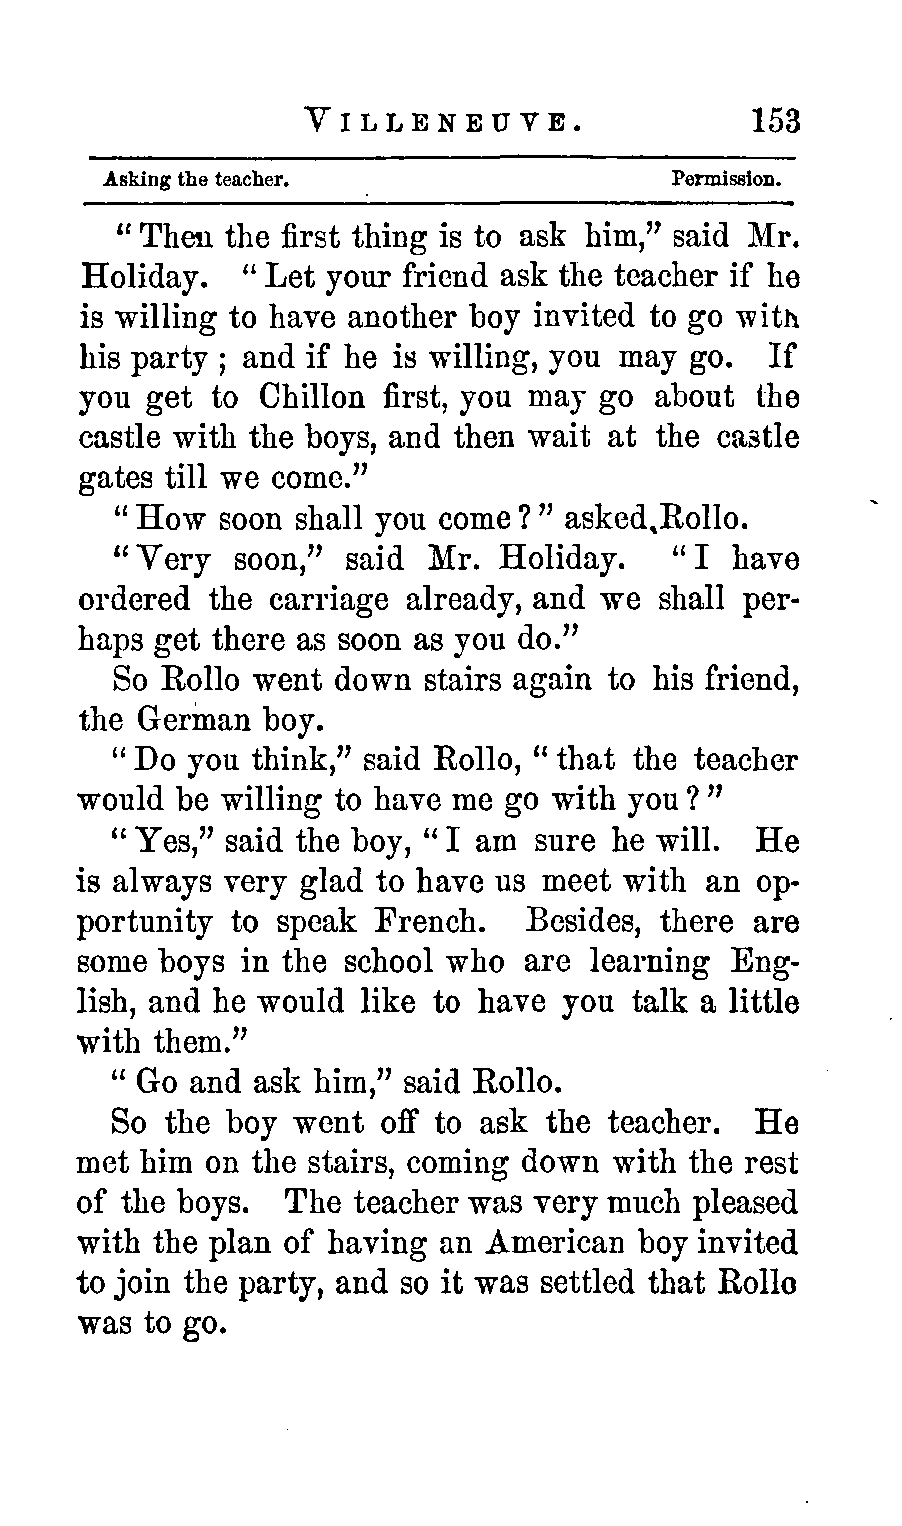 VILLENEUVE. 153
Asking the teacher. Permission.
“ Then the first thing is to ask him,” said Mr.
Holiday. “ Let your friend ask the teacher if he
is willing to have another boy invited to go with
his party ; and if he is willing, you may go. If
you get to Chillon first, you may go about the
castle with the boys, and then wait at the castle
gates till we come.”
“ How soon shall you come ? ” asked Rollo.
“ Very soon,” said Mr. Holiday. “ I have
ordered the carriage already, and we shall per-
haps get there as soon as you do.”
So Rollo went down stairs again to his friend,
the German boy.
“ Do you think,” said Rollo, “ that the teacher
would be willing to have me go with you ? ”
“ Yes,” said the boy, “ I am sure he will. He
is always very glad to have us meet with an op-
portunity to speak French. Besides, there are
some boys in the school who are learning Eng-
lish, and he would like to have you talk a little
with them.”
“ Go and ask him,” said Rollo.
So the boy went off to ask the teacher. He
met him on the stairs, coming down with the rest
of the boys. The teacher was very much pleased
with the plan of having an American boy invited
to join the party, and so it was settled that Rollo
was to go.